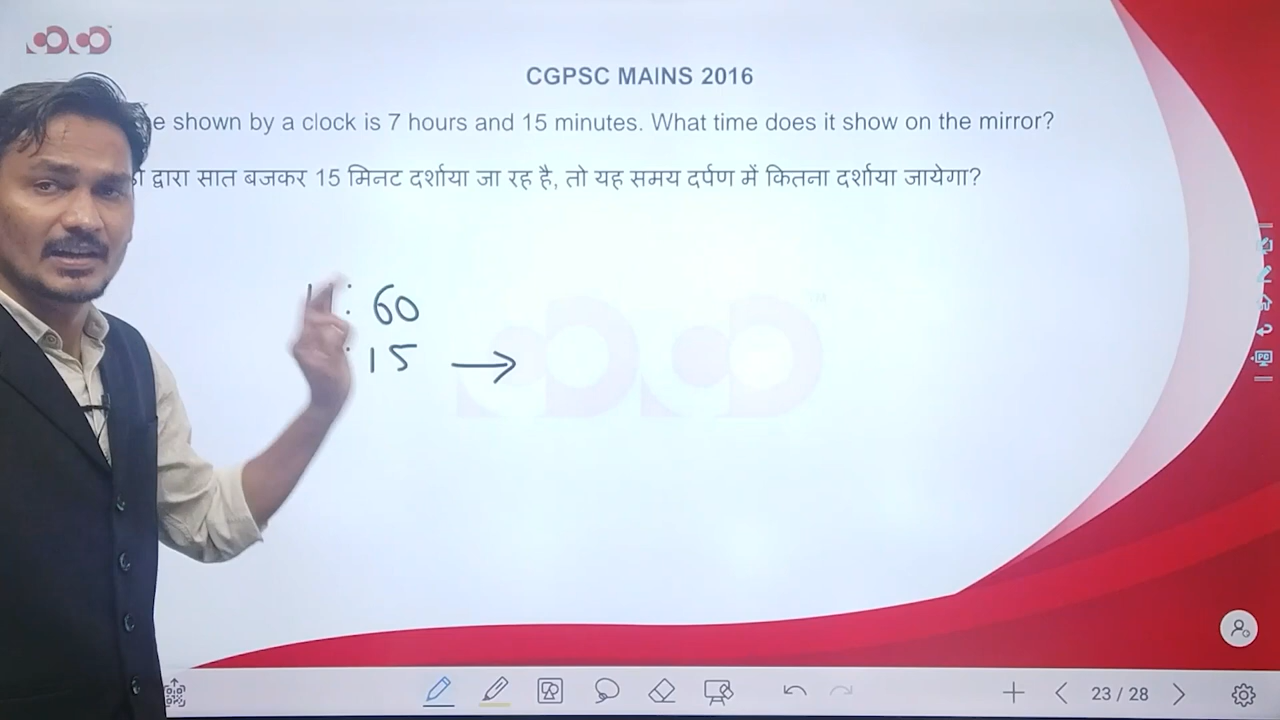 CGPSC MAINS 2016
shown by a clock is 7 hours and 15 minutes. What time does it show on the mirror?
द्वारा सात बजकर 15 मिनट दर्शाया जा रह है, तो यह समय दर्पण में कितना दर्शाया जायेगा?
: 60
15 →
PC
23 / 28